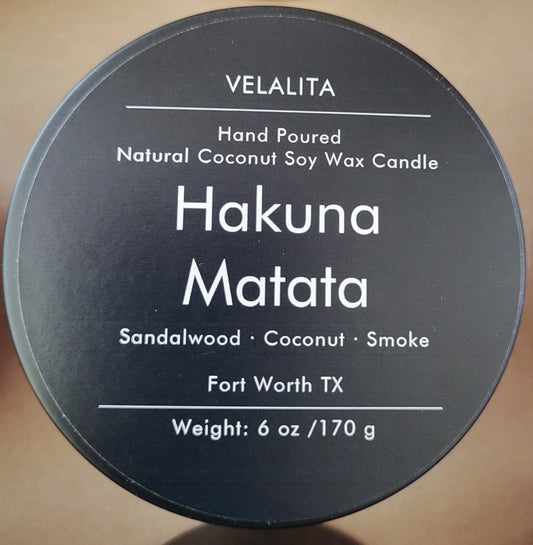 VELALITA
Hand Poured
Natural Coconut Soy Wax Candle
Hakuna
Matata
Sandalwood · Coconut · Smoke
Fort Worth TX
Weight: 6 oz /170 g